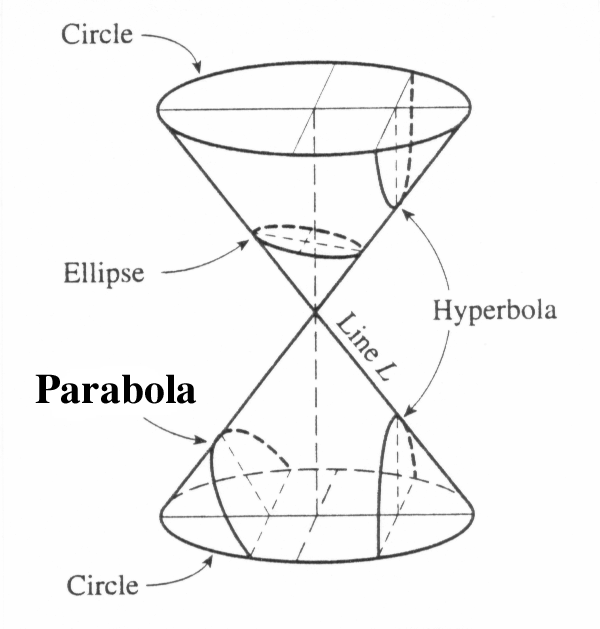 Circle
Ellipse
Hyperbola
Line L
Parabola
Circle